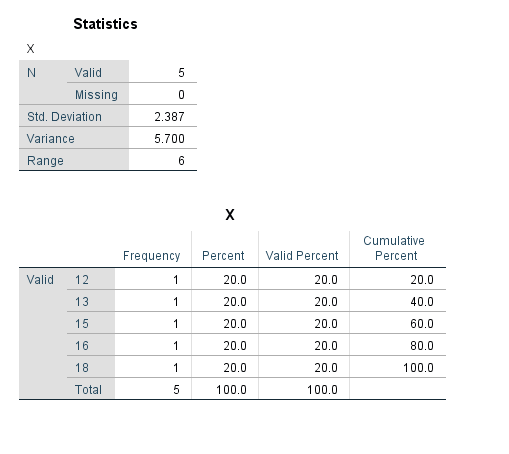 Statistics
X
N Valid 5
Missing 0
Std. Deviation 2.387
Variance 5.700
Range 6
X
Frequency Percent Valid Percent Cumulative Percent
Valid 12 1 20.0 20.0 20.0
13 1 20.0 20.0 40.0
15 1 20.0 20.0 60.0
16 1 20.0 20.0 80.0
18 1 20.0 20.0 100.0
Total 5 100.0 100.0